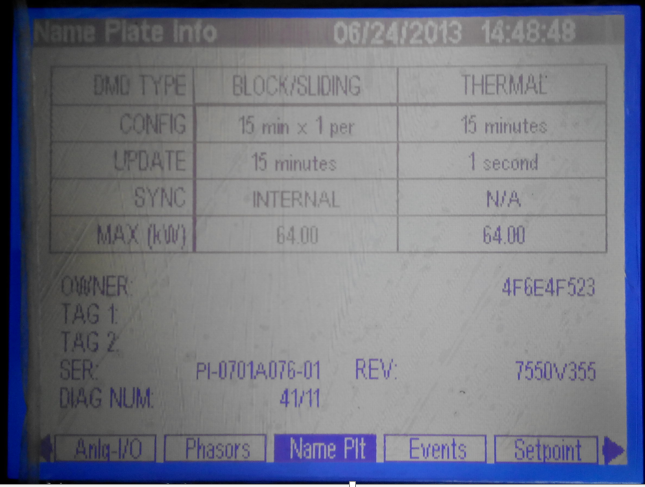 Name Plate Info 06/24/2013 14:48:48
DMD TYPE BLOCK/SLIDING THERMAL
CONFIG 15 min x 1 per 15 minutes
UPDATE 15 minutes 1 second
SYNC INTERNAL N/A
MAX (kW) 64.00 64.00
OWNER: 4F6E4F523
TAG 1:
TAG 2:
SER: PI-0701A076-01 REV: 7550V355
DIAG NUM: 41/11
Anlg-I/O Phasors Name Plt Events Setpoint